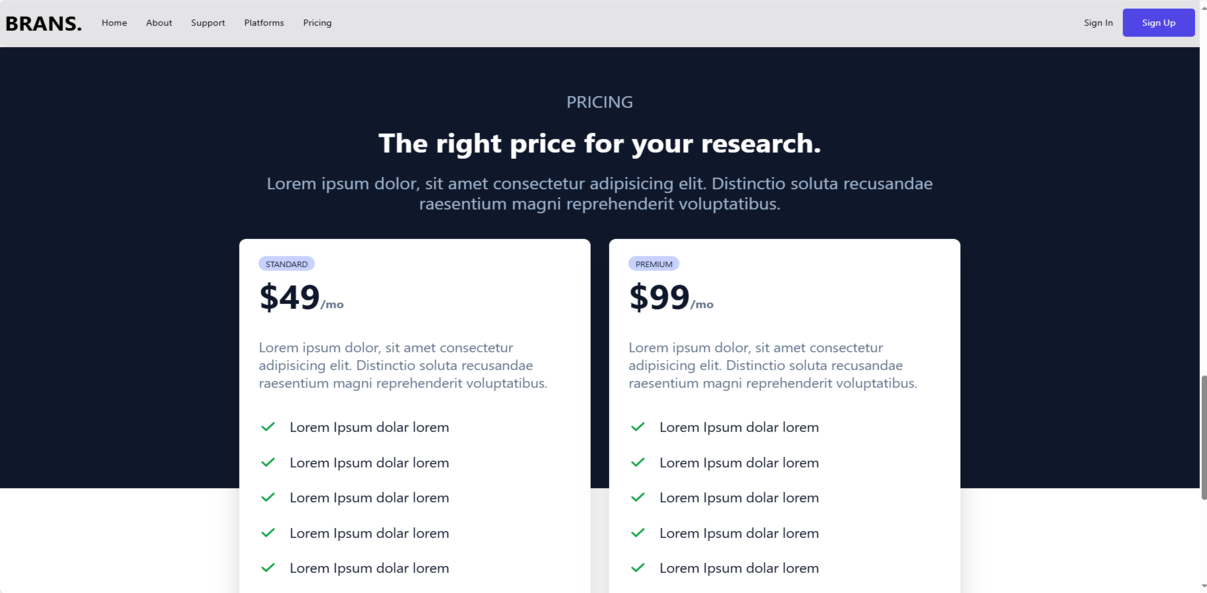 BRANS.
Home About Support Platforms Pricing
Sign In Sign Up
PRICING
The right price for your research.
Lorem ipsum dolor, sit amet consectetur adipisicing elit. Distinctio soluta recusandae
raesentium magni reprehenderit voluptatibus.
STANDARD
$49/mo
Lorem ipsum dolor, sit amet consectetur
adipisicing elit. Distinctio soluta recusandae
raesentium magni reprehenderit voluptatibus.
Lorem Ipsum dolar lorem
Lorem Ipsum dolar lorem
Lorem Ipsum dolar lorem
Lorem Ipsum dolar lorem
Lorem Ipsum dolar lorem
PREMIUM
$99/mo
Lorem ipsum dolor, sit amet consectetur
adipisicing elit. Distinctio soluta recusandae
raesentium magni reprehenderit voluptatibus.
Lorem Ipsum dolar lorem
Lorem Ipsum dolar lorem
Lorem Ipsum dolar lorem
Lorem Ipsum dolar lorem
Lorem Ipsum dolar lorem